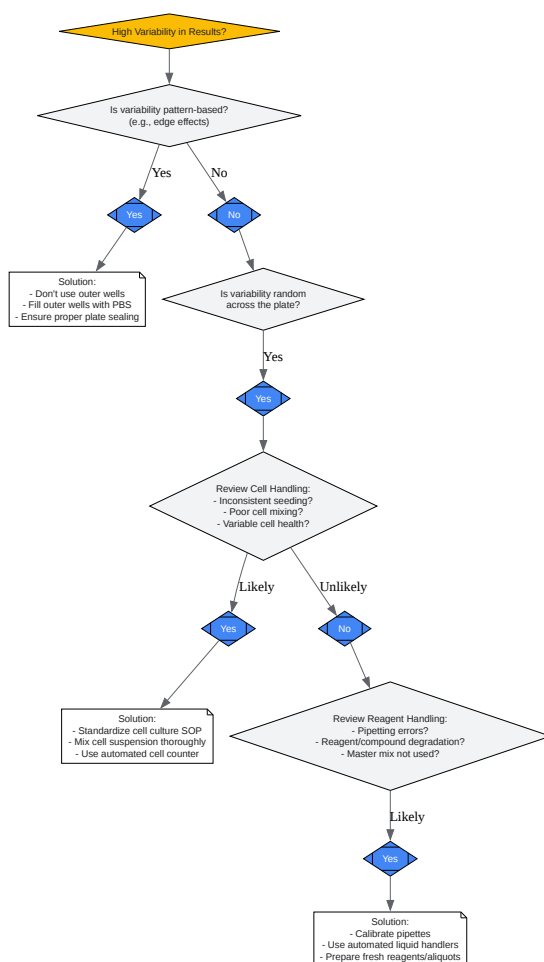 High Variability in Results?
Is variability pattern-based?
(e.g., edge effects)
Yes
No
Yes
No
Solution:
- Don't use outer wells
- Fill outer wells with PBS
- Ensure proper plate sealing
Is variability random
across the plate?
Yes
Yes
Review Cell Handling:
- Inconsistent seeding?
- Poor cell mixing?
- Variable cell health?
Likely
Unlikely
Yes
No
Solution:
- Standardize cell culture SOP
- Mix cell suspension thoroughly
- Use automated cell counter
Review Reagent Handling:
- Pipetting errors?
- Reagent/compound degradation?
- Master mix not used?
Likely
Yes
Solution:
- Calibrate pipettes
- Use automated liquid handlers
- Prepare fresh reagents/aliquots